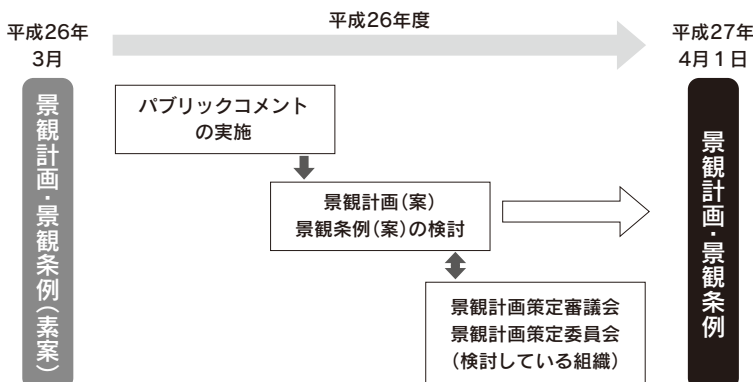 平成26年
3月
平成26年度
平成27年
4月1日
景観計画・景観条例(素案)
パブリックコメント
の実施
景観計画(案)
景観条例(案)の検討
景観計画策定審議会
景観計画策定委員会
(検討している組織)
景観計画・景観条例